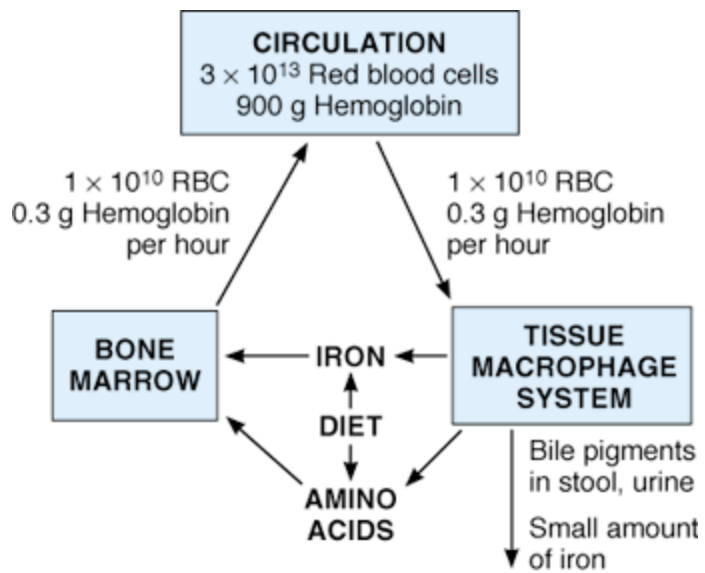 CIRCULATION
3 × 10¹³ Red blood cells
900 g Hemoglobin
1 × 10¹⁰ RBC
0.3 g Hemoglobin
per hour
1 × 10¹⁰ RBC
0.3 g Hemoglobin
per hour
BONE
MARROW
IRON
DIET
AMINO
ACIDS
TISSUE
MACROPHAGE
SYSTEM
Bile pigments
in stool, urine
Small amount
of iron